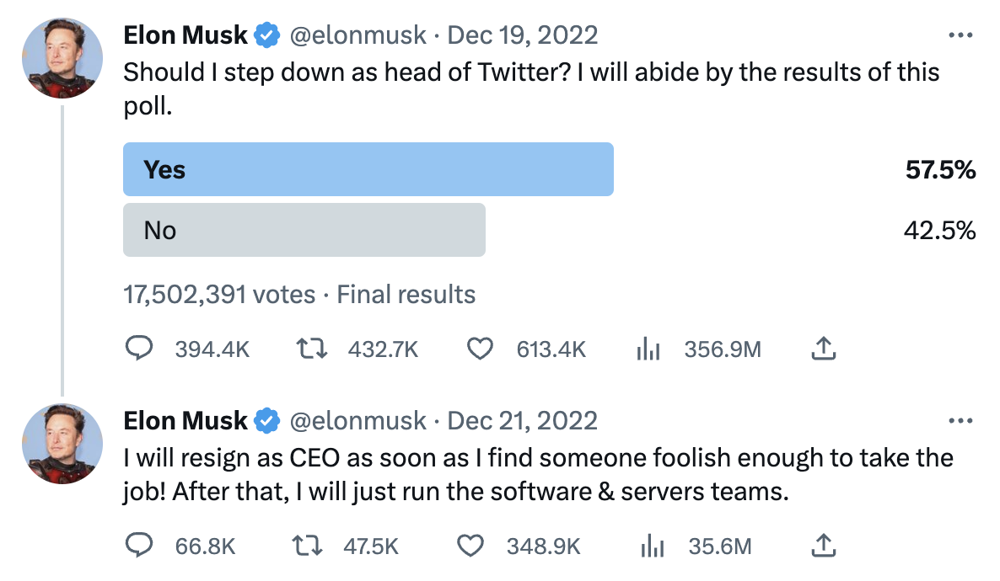 Elon Musk @elonmusk · Dec 19, 2022
Should I step down as head of Twitter? I will abide by the results of this
poll.
Yes 57.5%
No 42.5%
17,502,391 votes · Final results
394.4K 432.7K 613.4K 356.9M
Elon Musk @elonmusk · Dec 21, 2022
I will resign as CEO as soon as I find someone foolish enough to take the
job! After that, I will just run the software & servers teams.
66.8K 47.5K 348.9K 35.6M